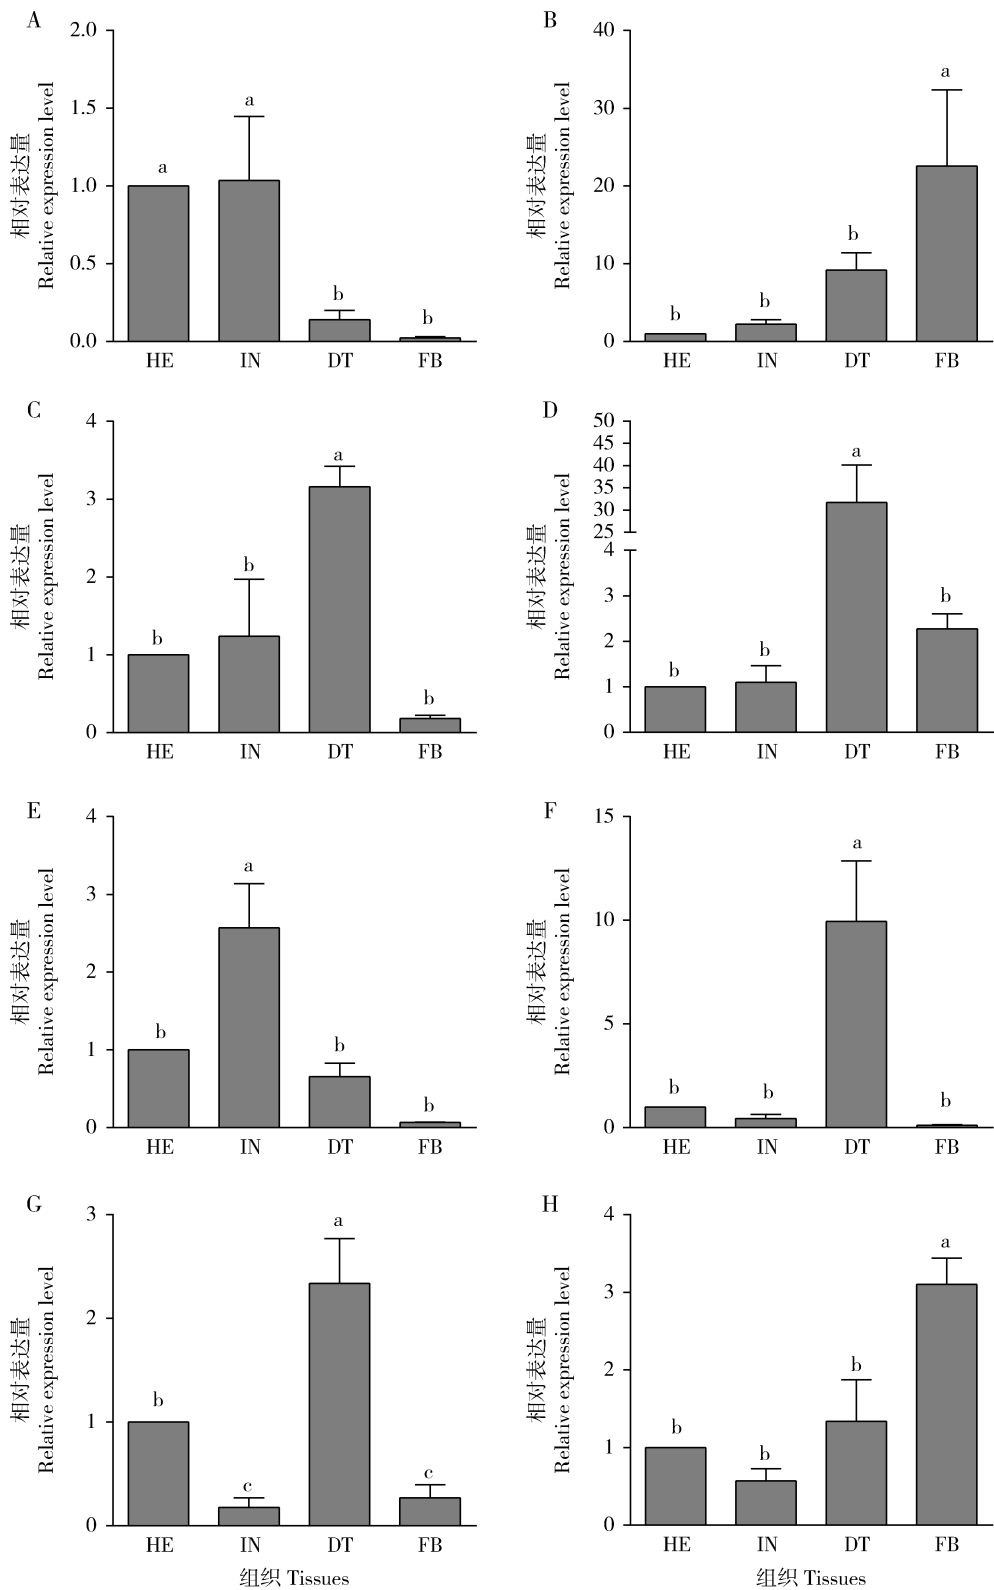 A
相对表达量
Relative expression level
2.0
1.5
1.0
0.5
0.0
a
a
b
b
HE IN DT FB
B
相对表达量
Relative expression level
40
30
20
10
0
b
b
b
a
HE IN DT FB
C
相对表达量
Relative expression level
4
3
2
1
0
b
b
a
b
HE IN DT FB
D
相对表达量
Relative expression level
50
45
40
35
30
25
4
3
2
1
0
b
b
a
b
HE IN DT FB
E
相对表达量
Relative expression level
4
3
2
1
0
b
a
b
b
HE IN DT FB
F
相对表达量
Relative expression level
15
10
5
0
b
b
a
b
HE IN DT FB
G
相对表达量
Relative expression level
3
2
1
0
b
c
a
c
HE IN DT FB
组织 Tissues
H
相对表达量
Relative expression level
4
3
2
1
0
b
b
b
a
HE IN DT FB
组织 Tissues